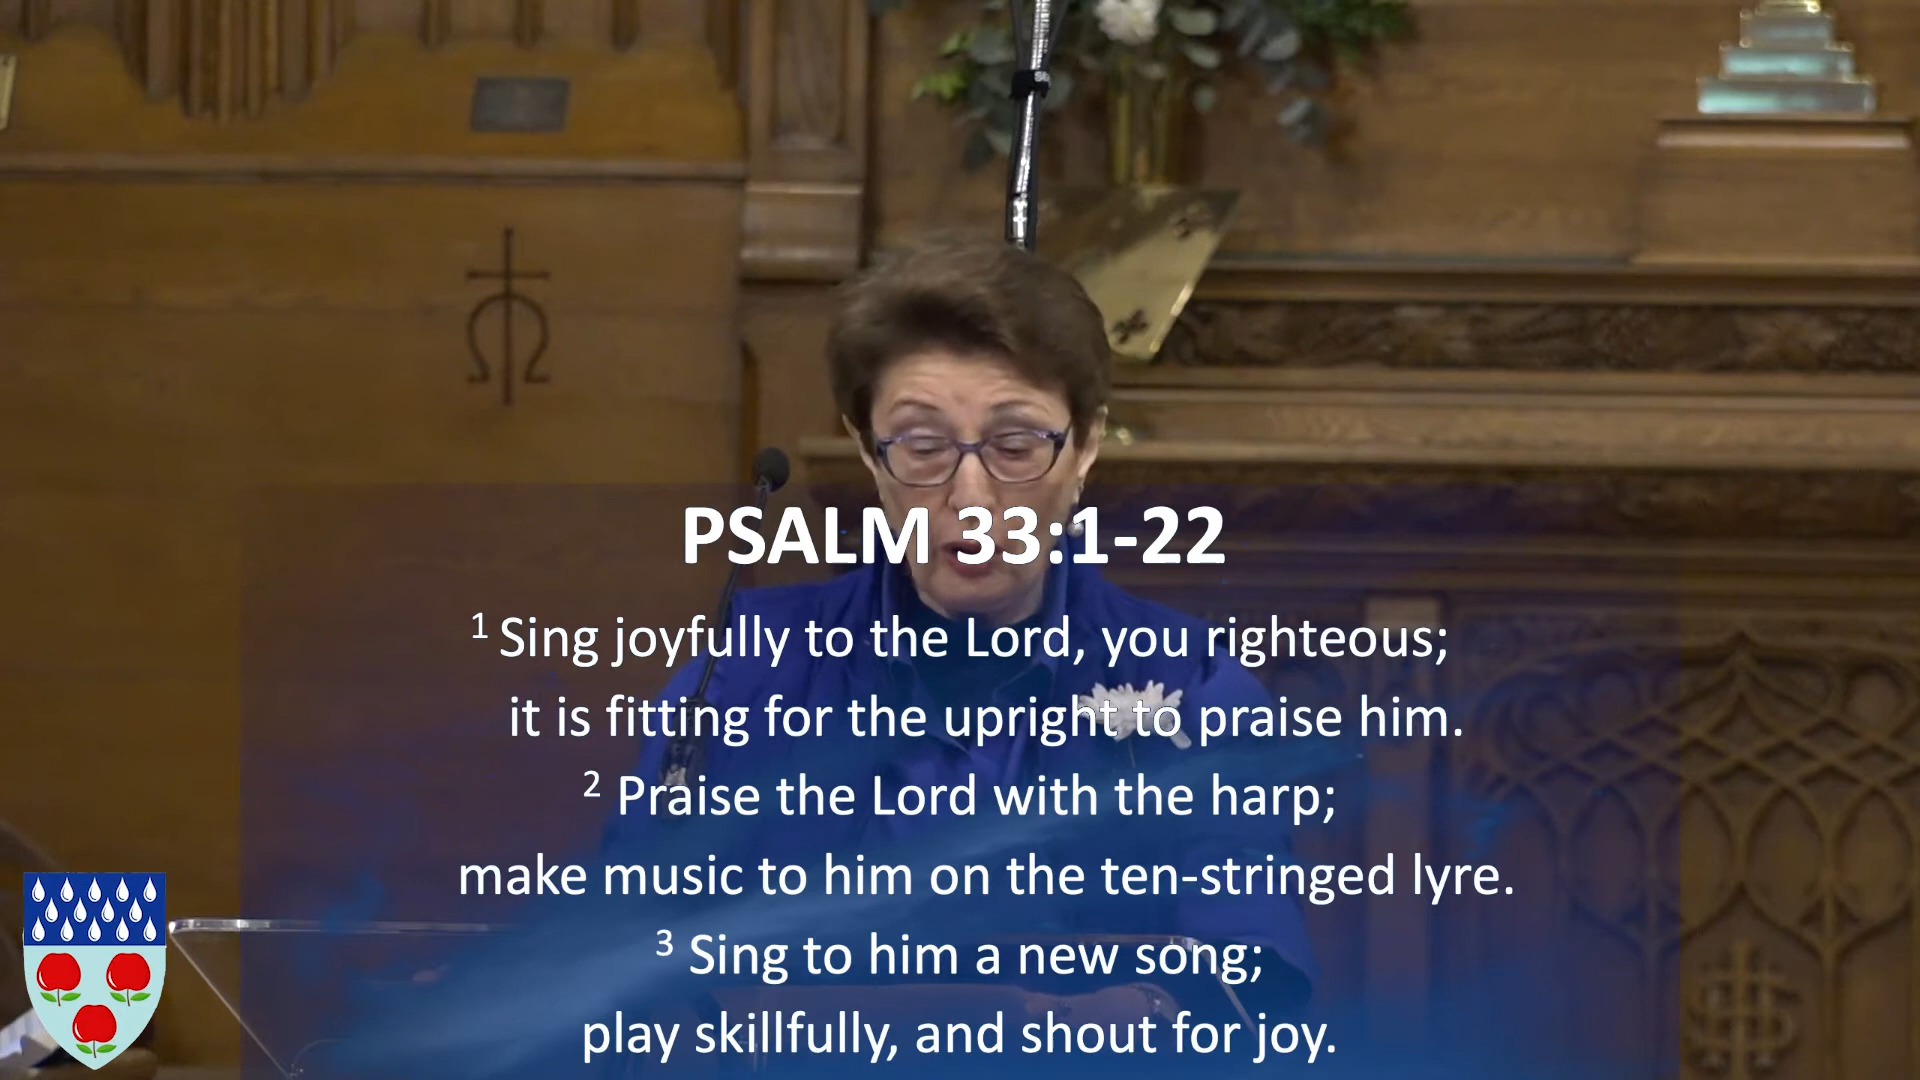 PSALM 33:1-22
1 Sing joyfully to the Lord, you righteous;
it is fitting for the upright to praise him.
2 Praise the Lord with the harp;
make music to him on the ten-stringed lyre.
3 Sing to him a new song;
play skillfully, and shout for joy.